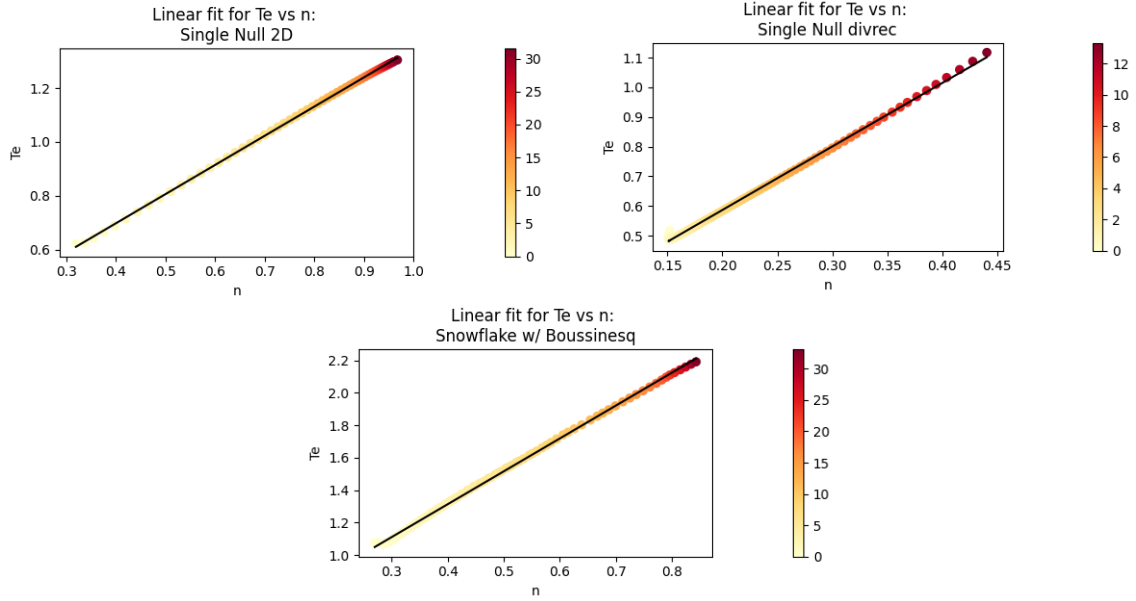 Linear fit for Te vs n:
Single Null 2D
Te
1.2
1.0
0.8
0.6
0.3 0.4 0.5 0.6 0.7 0.8 0.9 1.0
n
30
25
20
15
10
5
0
Linear fit for Te vs n:
Single Null divrec
Te
1.1
1.0
0.9
0.8
0.7
0.6
0.5
0.15 0.20 0.25 0.30 0.35 0.40 0.45
n
12
10
8
6
4
2
0
Linear fit for Te vs n:
Snowflake w/ Boussinesq
Te
2.2
2.0
1.8
1.6
1.4
1.2
1.0
0.3 0.4 0.5 0.6 0.7 0.8
n
30
25
20
15
10
5
0